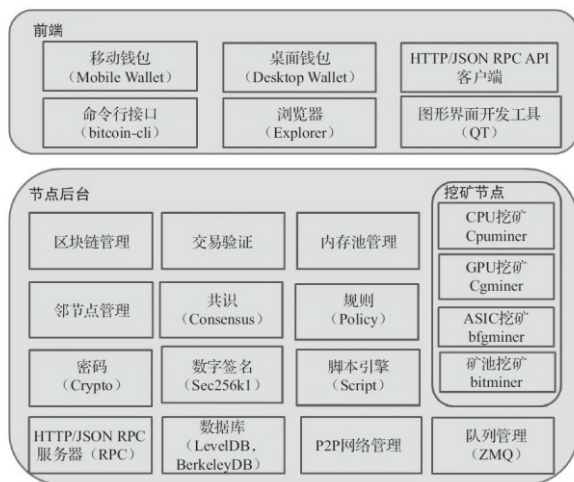 前端
移动钱包
(Mobile Wallet)
桌面钱包
(Desktop Wallet)
HTTP/JSON RPC API
客户端
命令行接口
(bitcoin-cli)
浏览器
(Explorer)
图形界面开发工具
(QT)
节点后台
区块链管理
交易验证
内存池管理
邻节点管理
共识
(Consensus)
规则
(Policy)
密码
(Crypto)
数字签名
(Sec256k1)
脚本引擎
(Script)
挖矿节点
CPU挖矿
Cpuminer
GPU挖矿
Cgminer
ASIC挖矿
bfgminer
矿池挖矿
bitminer
HTTP/JSON RPC
服务器(RPC)
数据库
(LevelDB,
BerkeleyDB)
P2P网络管理
队列管理
(ZMQ)